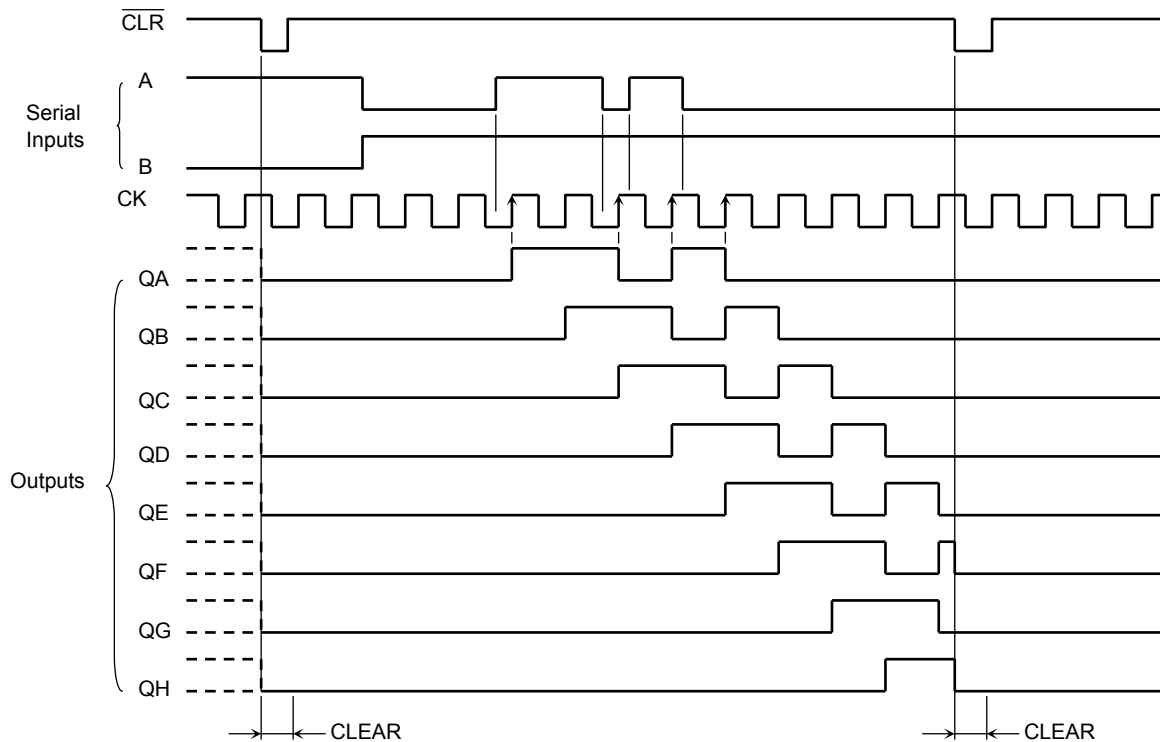 CLR
A
Serial
Inputs
B
CK
QA
QB
QC
QD
Outputs
QE
QF
QG
QH
CLEAR
CLEAR